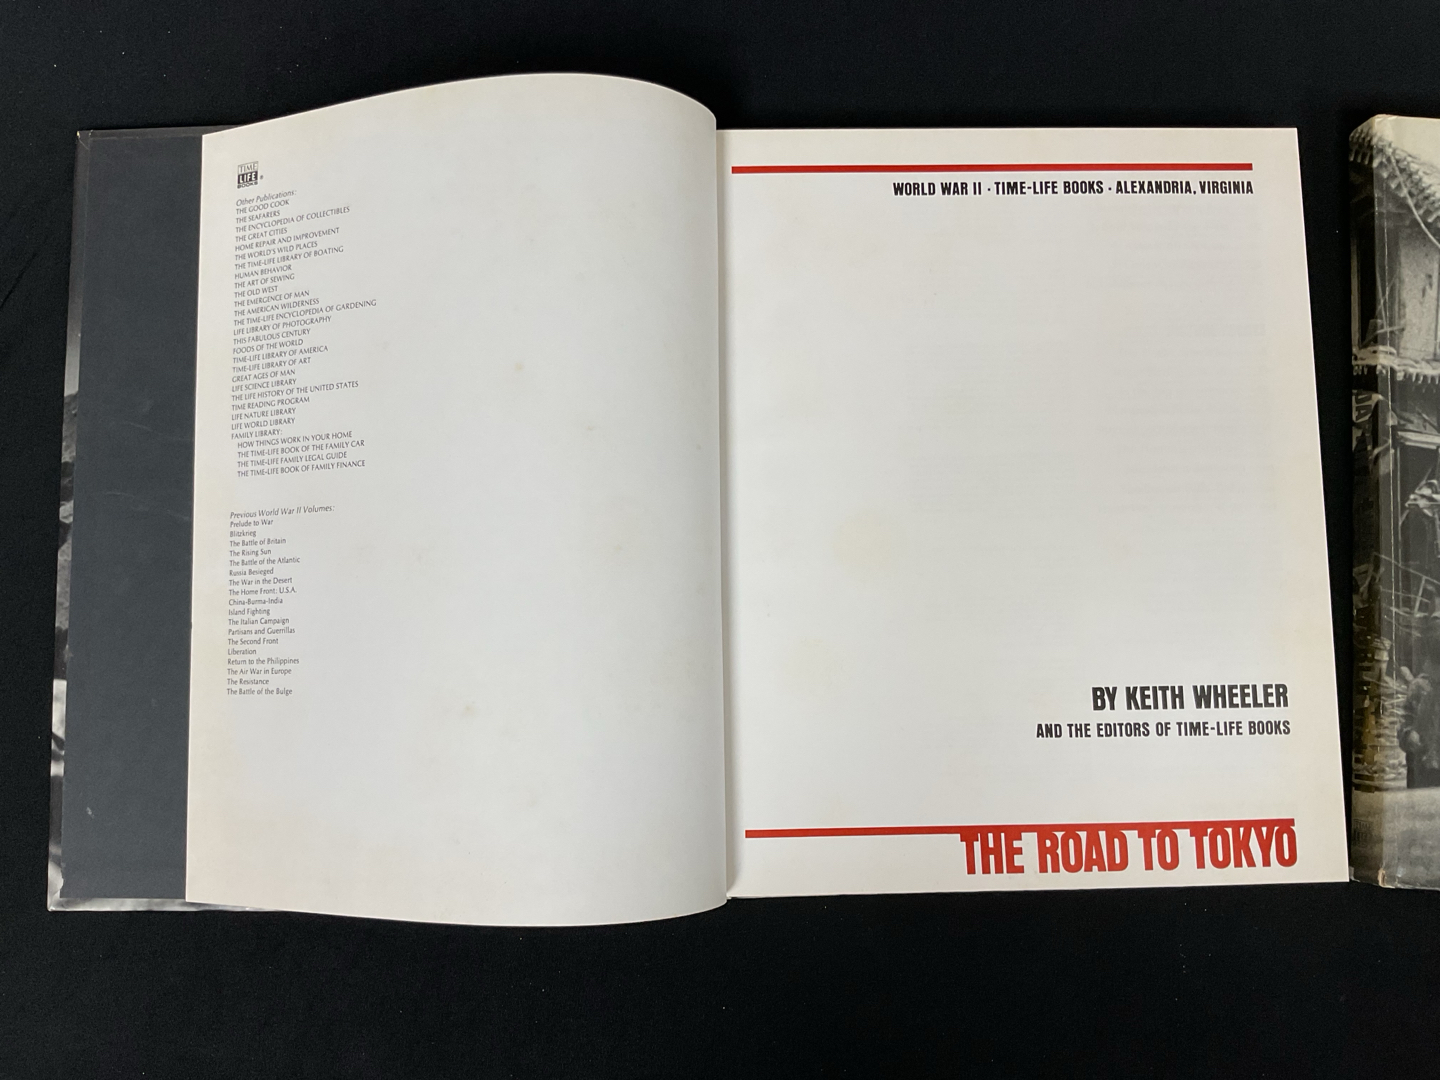 TIME
LIFE
BOOKS
Other Publications:
THE GOOD COOK
THE SEAFARERS
THE ENCYCLOPEDIA OF COLLECTIBLES
THE GREAT CITIES
HOME REPAIR AND IMPROVEMENT
THE WORLD'S WILD PLACES
THE TIME-LIFE LIBRARY OF BOATING
HUMAN BEHAVIOR
THE ART OF SEWING
THE OLD WEST
THE EMERGENCE OF MAN
THE AMERICAN WILDERNESS
THE TIME-LIFE ENCYCLOPEDIA OF GARDENING
LIFE LIBRARY OF PHOTOGRAPHY
THIS FABULOUS CENTURY
FOODS OF THE WORLD
TIME-LIFE LIBRARY OF AMERICA
TIME-LIFE LIBRARY OF ART
GREAT AGES OF MAN
LIFE SCIENCE LIBRARY
THE LIFE HISTORY OF THE UNITED STATES
TIME READING PROGRAM
LIFE NATURE LIBRARY
LIFE WORLD LIBRARY
FAMILY LIBRARY:
HOW THINGS WORK IN YOUR HOME
THE TIME-LIFE BOOK OF THE FAMILY CAR
THE TIME-LIFE FAMILY LEGAL GUIDE
THE TIME-LIFE BOOK OF FAMILY FINANCE
Previous World War II Volumes:
Prelude to War
Blitzkrieg
The Battle of Britain
The Rising Sun
The Battle of the Atlantic
Russia Besieged
The War in the Desert
The Home Front: U.S.A.
China-Burma-India
Island Fighting
The Italian Campaign
Partisans and Guerrillas
The Second Front
Liberation
Return to the Philippines
The Air War in Europe
The Resistance
The Battle of the Bulge
WORLD WAR II · TIME-LIFE BOOKS · ALEXANDRIA, VIRGINIA
BY KEITH WHEELER
AND THE EDITORS OF TIME-LIFE BOOKS
THE ROAD TO TOKYO